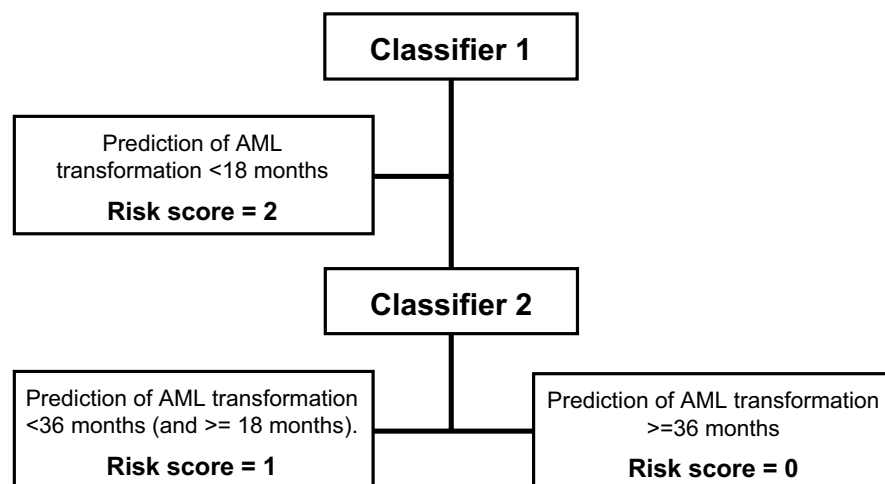 Classifier 1
Prediction of AML
transformation <18 months
Risk score = 2
Classifier 2
Prediction of AML transformation
<36 months (and >= 18 months).
Risk score = 1
Prediction of AML transformation
>=36 months
Risk score = 0